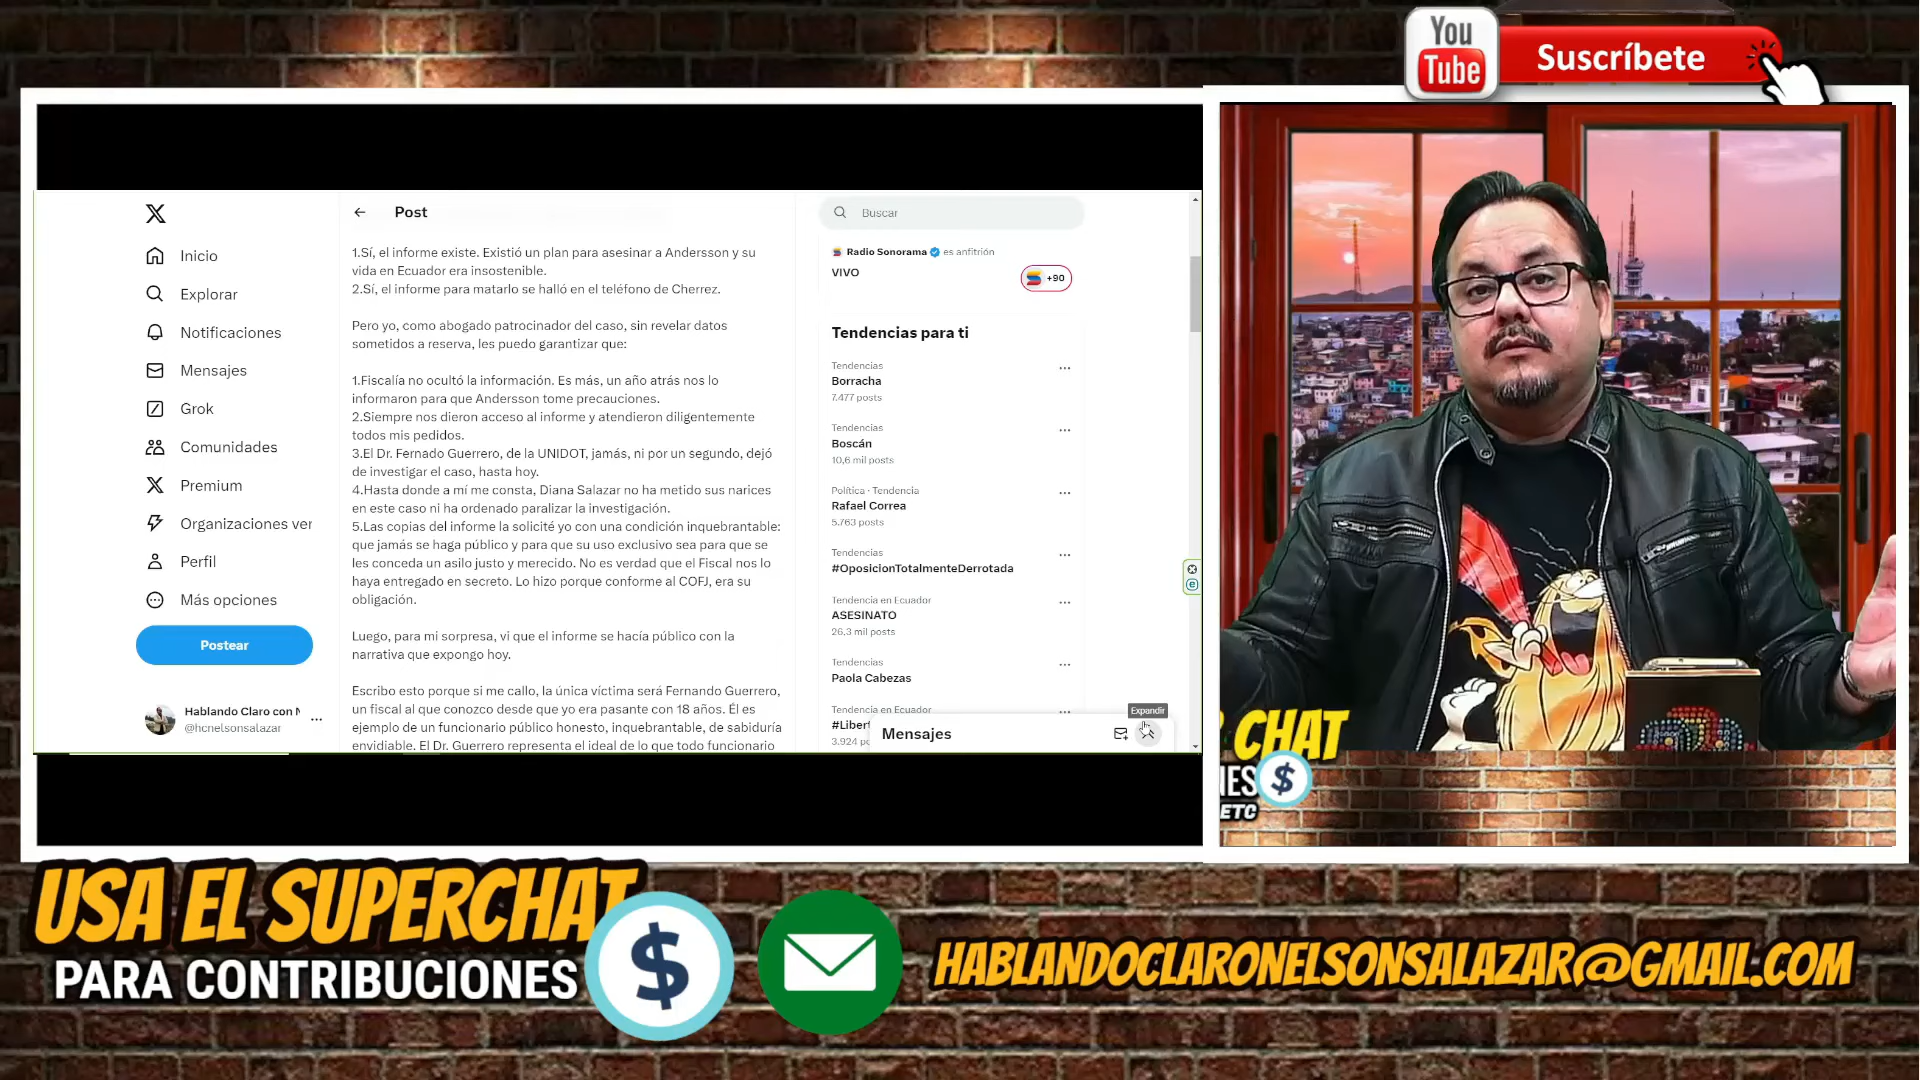 You
Tube
Suscríbete
Inicio
Explorar
Notificaciones
Mensajes
Grok
Comunidades
Premium
Organizaciones ver
Perfil
Más opciones
Postear
Hablando Claro con N
@hcnelsonsalazar
Post
1.Sí, el informe existe. Existió un plan para asesinar a Andersson y su
vida en Ecuador era insostenible.
2.Sí, el informe para matarlo se halló en el teléfono de Cherrez.
Pero yo, como abogado patrocinador del caso, sin revelar datos
sometidos a reserva, les puedo garantizar que:
1.Fiscalía no ocultó la información. Es más, un año atrás nos lo
informaron para que Andersson tome precauciones.
2.Siempre nos dieron acceso al informe y atendieron diligentemente
todos mis pedidos.
3.El Dr. Fernado Guerrero, de la UNIDOT, jamás, ni por un segundo, dejó
de investigar el caso, hasta hoy.
4.Hasta donde a mí me consta, Diana Salazar no ha metido sus narices
en este caso ni ha ordenado paralizar la investigación.
5.Las copias del informe la solicité yo con una condición inquebrantable:
que jamás se haga público y para que su uso exclusivo sea para que se
les conceda un asilo justo y merecido. No es verdad que el Fiscal nos lo
haya entregado en secreto. Lo hizo porque conforme al COFJ, era su
obligación.
Luego, para mi sorpresa, vi que el informe se hacía público con la
narrativa que expongo hoy.
Escribo esto porque si me callo, la única víctima será Fernando Guerrero,
un fiscal al que conozco desde que yo era pasante con 18 años. Él es
ejemplo de un funcionario público honesto, inquebrantable, de sabiduría
envidiable. El Dr. Guerrero representa el ideal de lo que todo funcionario
Buscar
Radio Sonorama es anfitrión
VIVO
+90
Tendencias para ti
Tendencias
Borracha
7.477 posts
Tendencias
Boscán
10,6 mil posts
Política · Tendencia
Rafael Correa
5.763 posts
Tendencias
#OposicionTotalmenteDerrotada
Tendencia en Ecuador
ASESINATO
26.3 mil posts
Tendencias
Paola Cabezas
Tendencia en Ecuador
#Libert
3.924 po
Expandir
Mensajes
CHAT
NES
$
ETC
USA EL SUPERCHAT
PARA CONTRIBUCIONES
$
HABLANDOCLARONELSONSALAZAR@GMAIL.COM